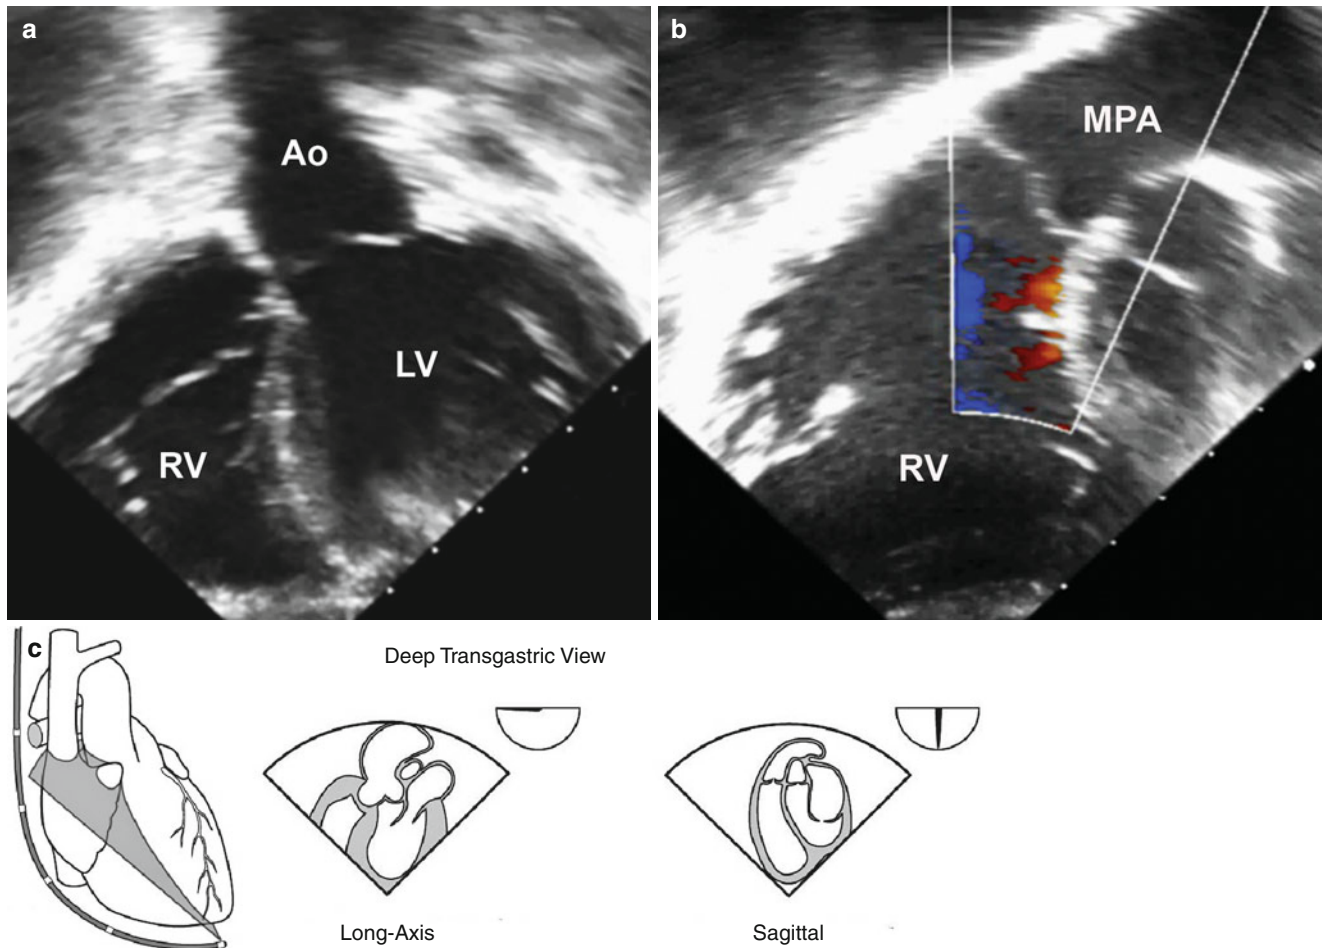 a
Ao
LV
RV
b
MPA
RV
c
Deep Transgastric View
Long-Axis
Sagittal